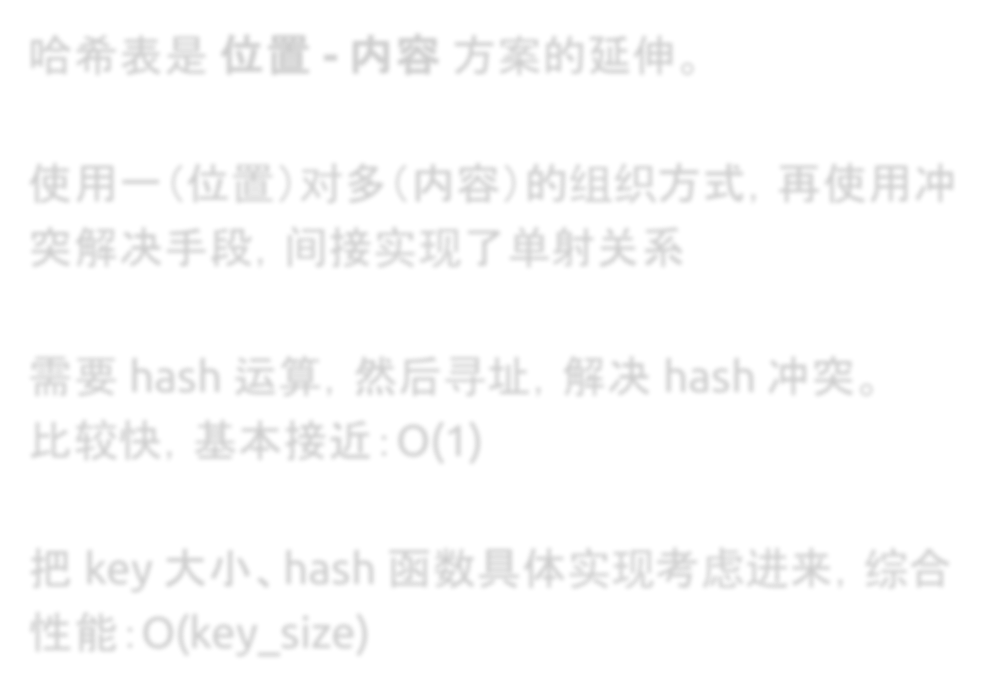 哈希表是 位置 - 内容 方案的延伸。
使用一（位置）对多（内容）的组织方式，再使用冲
突解决手段，间接实现了单射关系
需要 hash 运算，然后寻址，解决 hash 冲突。
比较快，基本接近：O(1)
把 key 大小、hash 函数具体实现考虑进来，综合
性能：O(key_size)